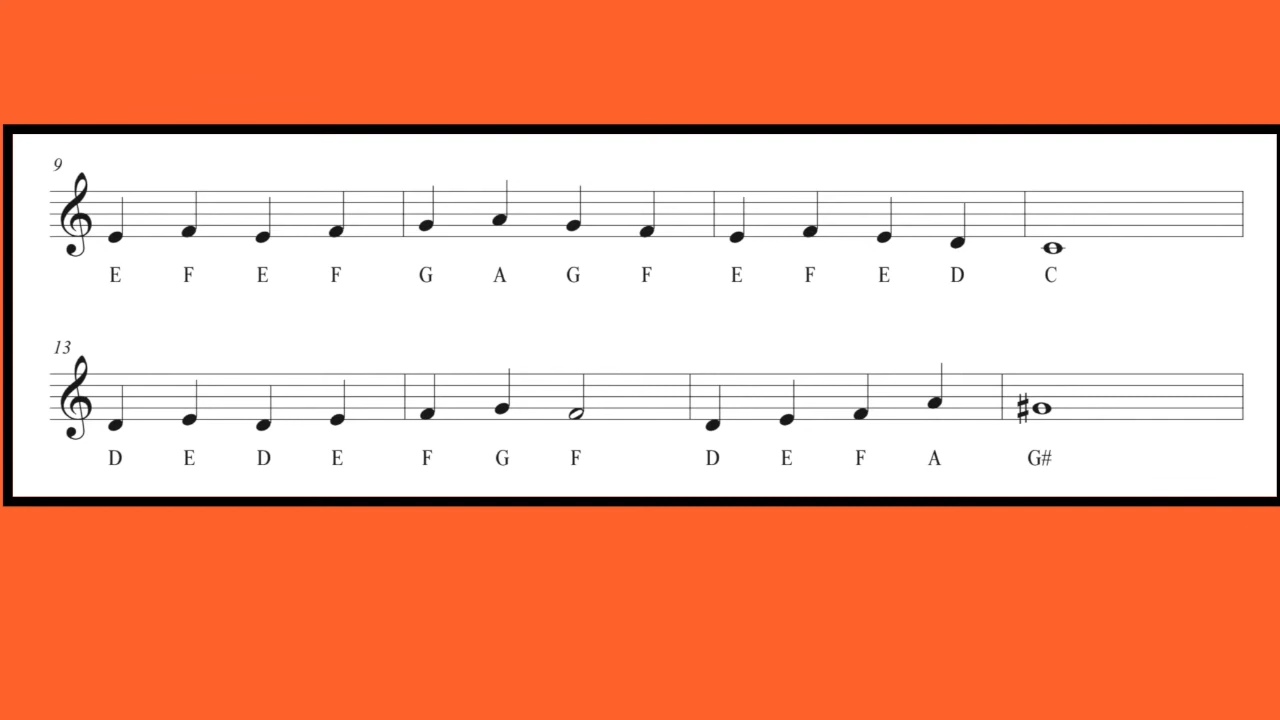 9
E F E F G A G F E F E D C
13
D E D E F G F D E F A G#